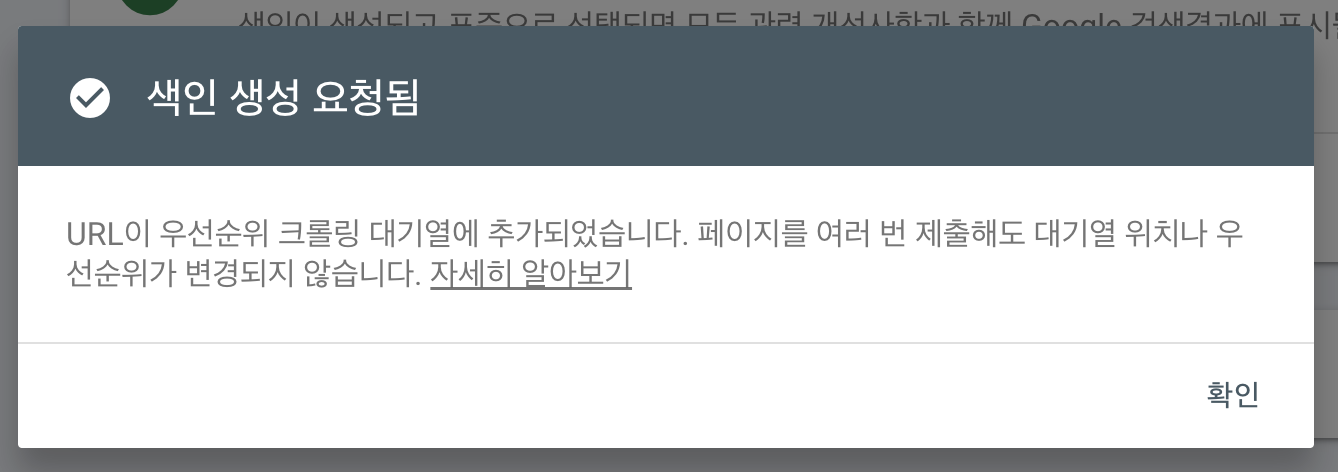 색인이 생성되고 표준으로 선택되면 모든 관련 개선사항과 함께 Google 검색결과에 표시될
색인 생성 요청됨
URL이 우선순위 크롤링 대기열에 추가되었습니다. 페이지를 여러 번 제출해도 대기열 위치나 우
선순위가 변경되지 않습니다. 자세히 알아보기
확인